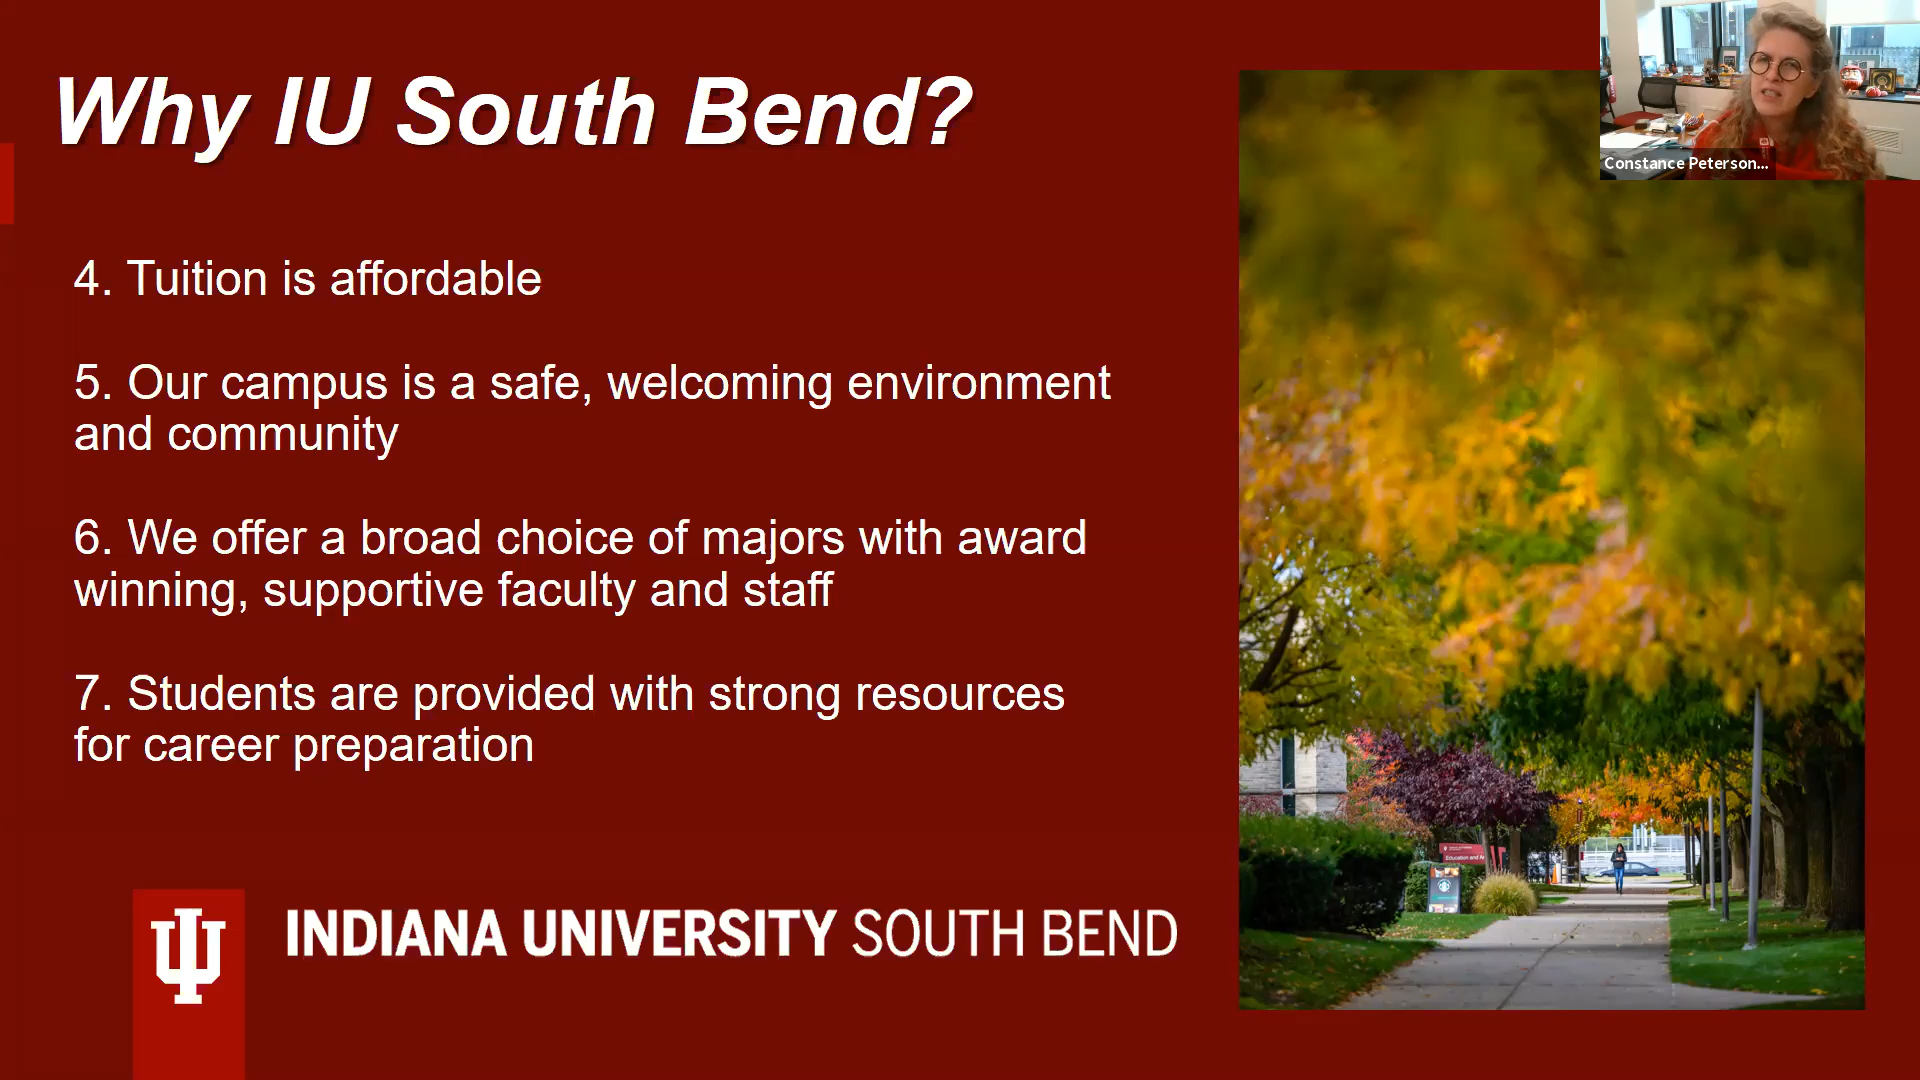 Why IU South Bend?
Constance Peterson...
4. Tuition is affordable
5. Our campus is a safe, welcoming environment
and community
6. We offer a broad choice of majors with award
winning, supportive faculty and staff
7. Students are provided with strong resources
for career preparation
Education and
INDIANA UNIVERSITY SOUTH BEND